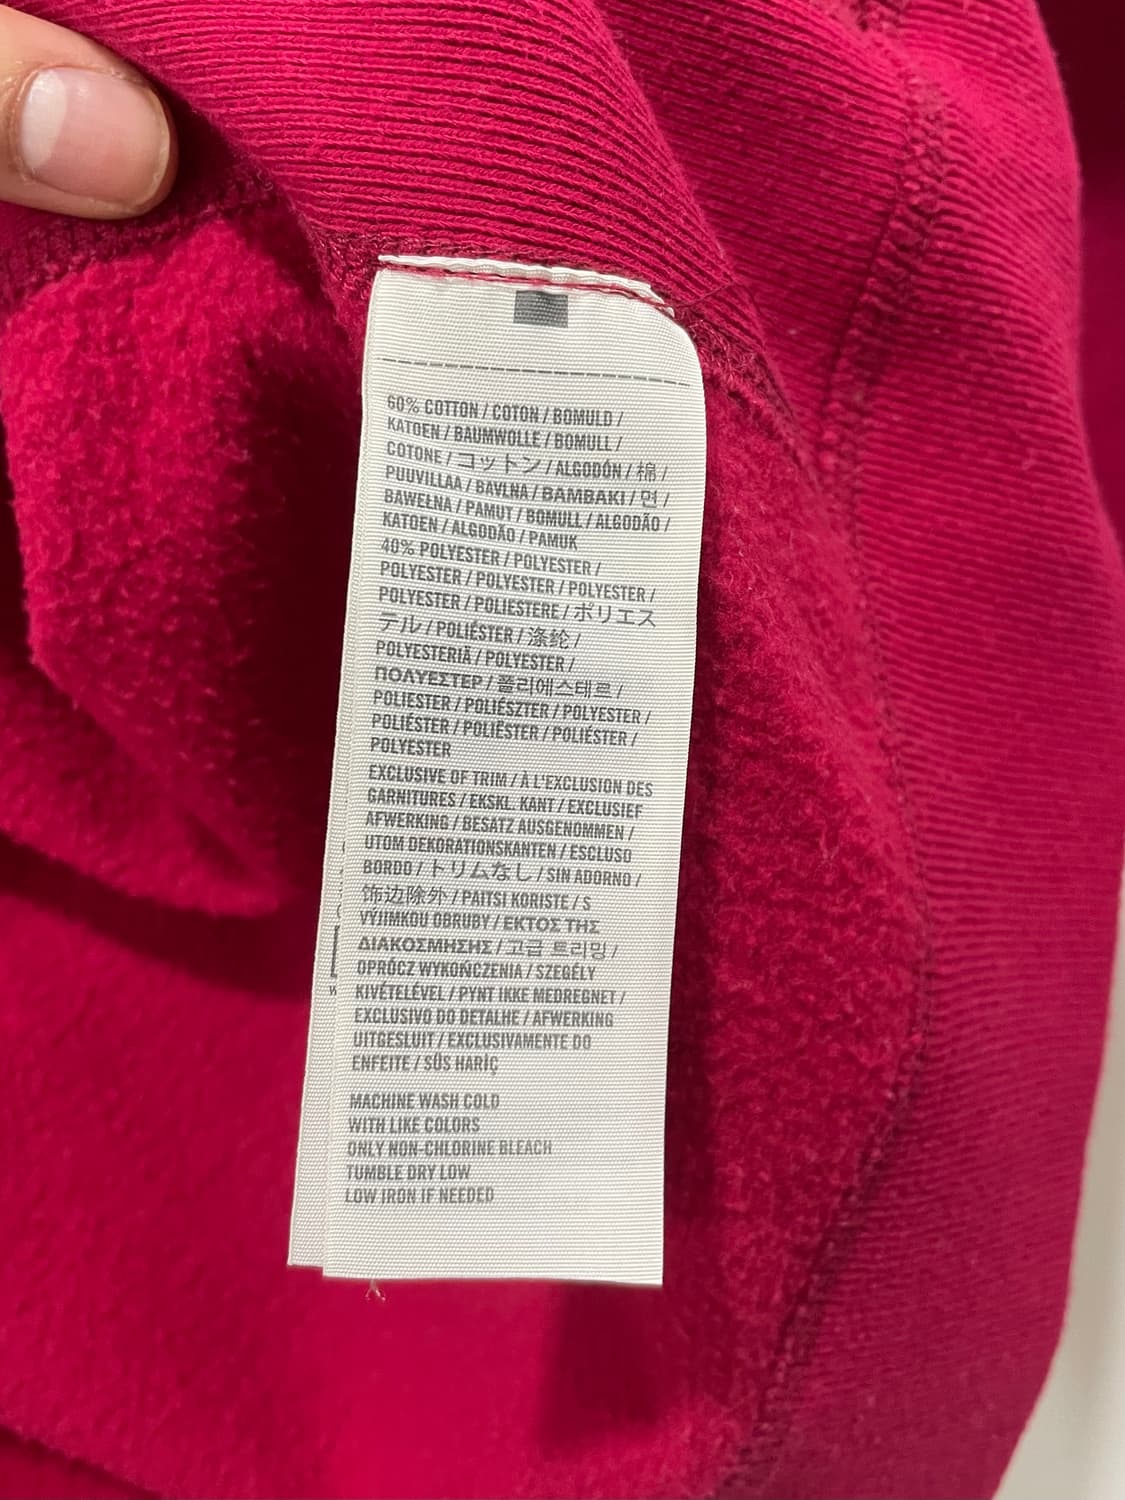 60% COTTON / COTON / BOMULD /
KATOEN / BAUMWOLLE / BOMULL /
COTONE / コットン / ALGODÓN / 棉 /
PUUVILLAA / BAVLNA / BAMBAKI / 면 /
BAWEŁNA / PAMUT / BOMULL / ALGODÃO /
KATOEN / ALGODÃO / PAMUK
40% POLYESTER / POLYESTER /
POLYESTER / POLYESTER / POLYESTER /
POLYESTER / POLIESTERE / ポリエス
テル / POLIÉSTER / 涤纶 /
POLYESTERIÄ / POLYESTER /
ΠΟΛΥΕΣΤΕΡ / 폴리에스테르 /
POLIESTER / POLIÉSZTER / POLYESTER /
POLIÉSTER / POLIËSTER / POLIÉSTER /
POLYESTER
EXCLUSIVE OF TRIM / À L'EXCLUSION DES
GARNITURES / EKSKL. KANT / EXCLUSIEF
AFWERKING / BESATZ AUSGENOMMEN /
UTOM DEKORATIONSKANTEN / ESCLUSO
BORDO / トリムなし / SIN ADORNO /
饰边除外 / PAITSI KORISTE / S
VÝJIMKOU OBRUBY / ΕΚΤΟΣ ΤΗΣ
ΔΙΑΚΟΣΜΗΣΗΣ / 고급 트리밍 /
OPRÓCZ WYKOŃCZENIA / SZEGÉLY
KIVÉTELÉVEL / PYNT IKKE MEDREGNET /
EXCLUSIVO DO DETALHE / AFWERKING
UITGESLUIT / EXCLUSIVAMENTE DO
ENFEITE / SÜS HARİÇ
MACHINE WASH COLD
WITH LIKE COLORS
ONLY NON-CHLORINE BLEACH
TUMBLE DRY LOW
LOW IRON IF NEEDED